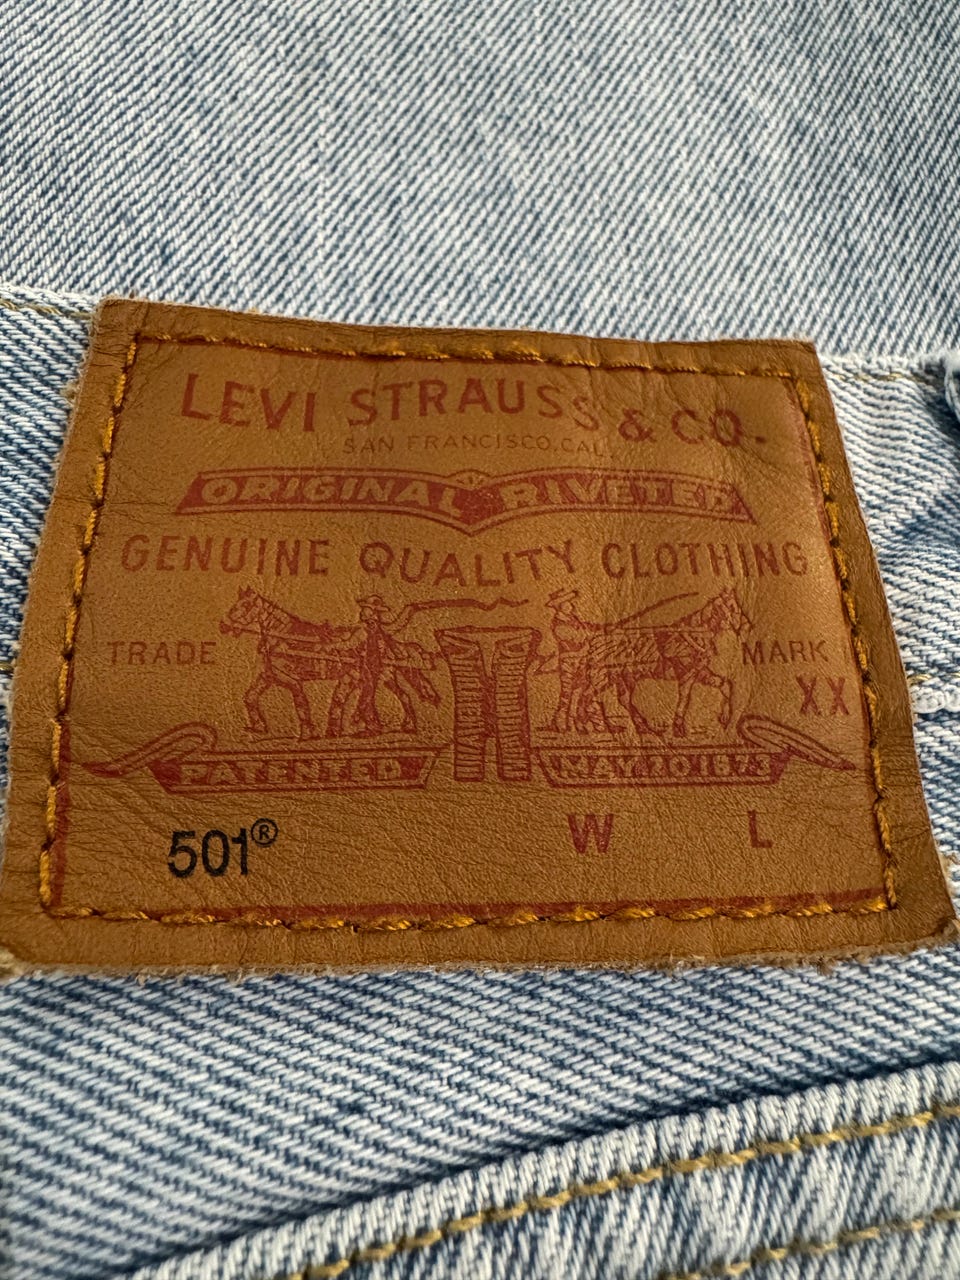 LEVI STRAUSS & CO.
SAN FRANCISCO, CAL.
ORIGINAL RIVETED
GENUINE QUALITY CLOTHING
TRADE MARK
XX
PATENTED MAY 20 1873
501® W L